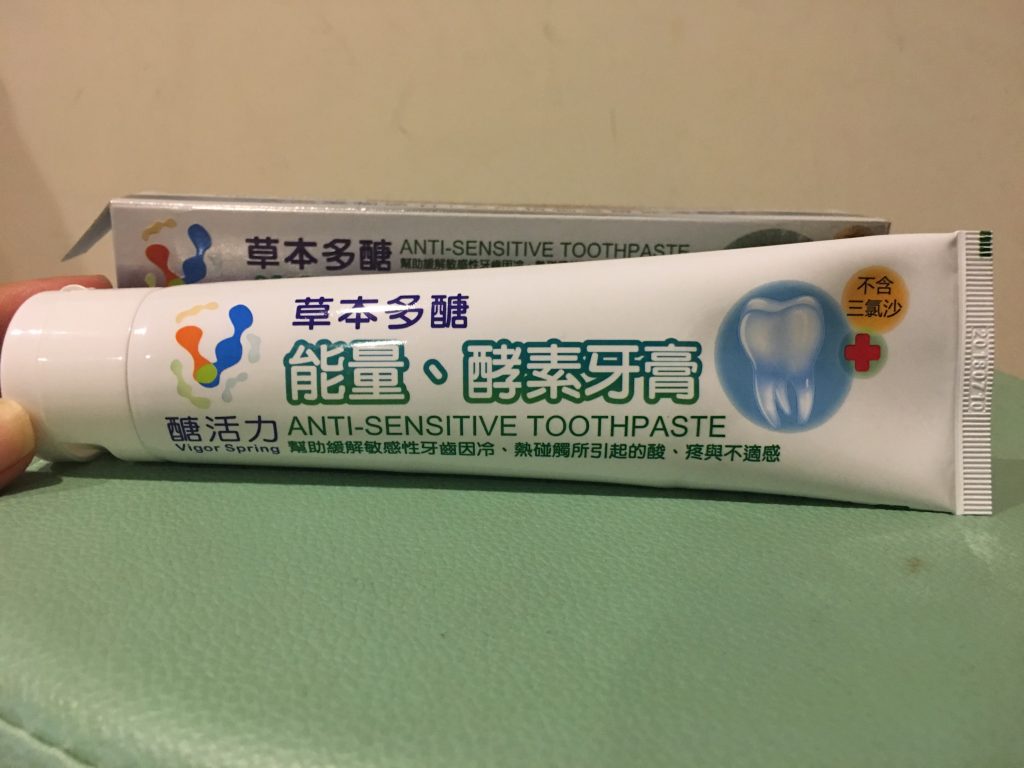 草本多醣
ANTI-SENSITIVE TOOTHPASTE
草本多醣
能量、酵素牙膏
ANTI-SENSITIVE TOOTHPASTE
幫助緩解敏感性牙齒因冷、熱碰觸所引起的酸、疼與不適感
醣活力
Vigor Spring
不含
三氯沙
20180710